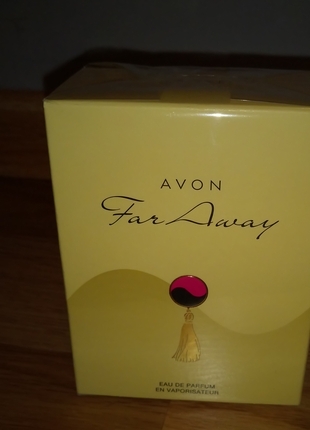 AVON
Far Away
EAU DE PARFUM
EN VAPORISATEUR